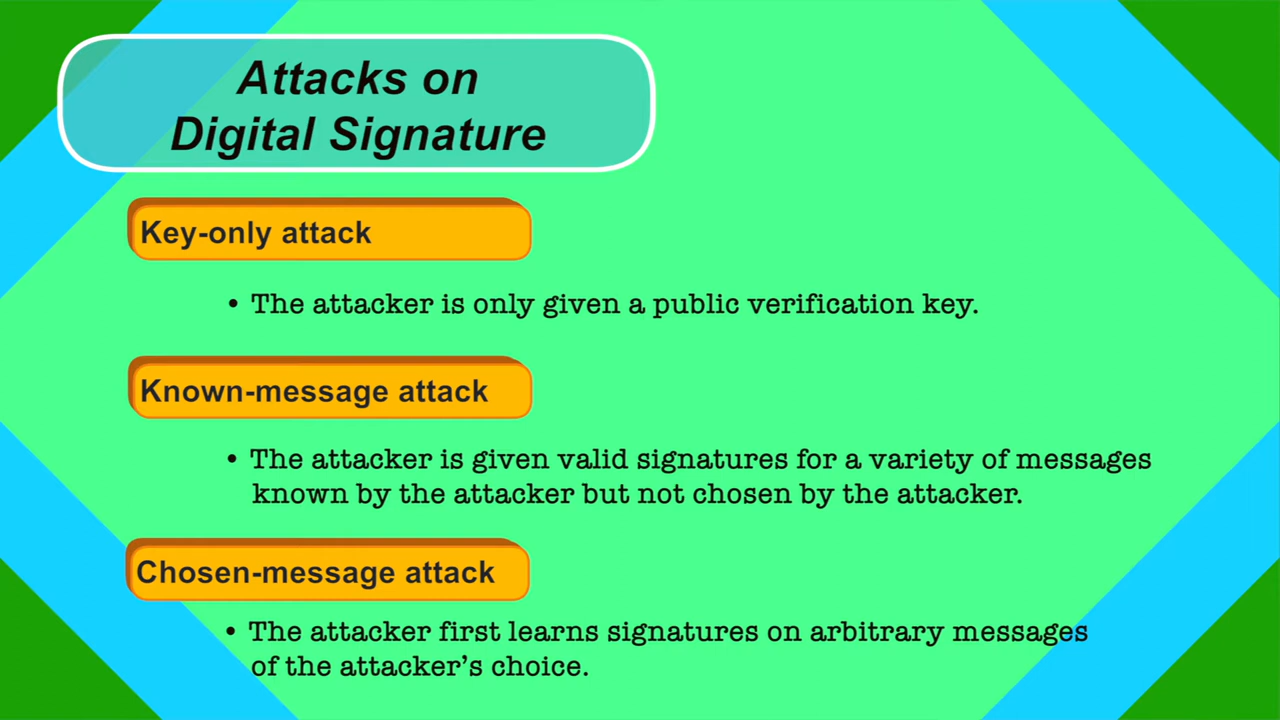 Attacks on
Digital Signature
Key-only attack
• The attacker is only given a public verification key.
Known-message attack
• The attacker is given valid signatures for a variety of messages
known by the attacker but not chosen by the attacker.
Chosen-message attack
• The attacker first learns signatures on arbitrary messages
of the attacker’s choice.